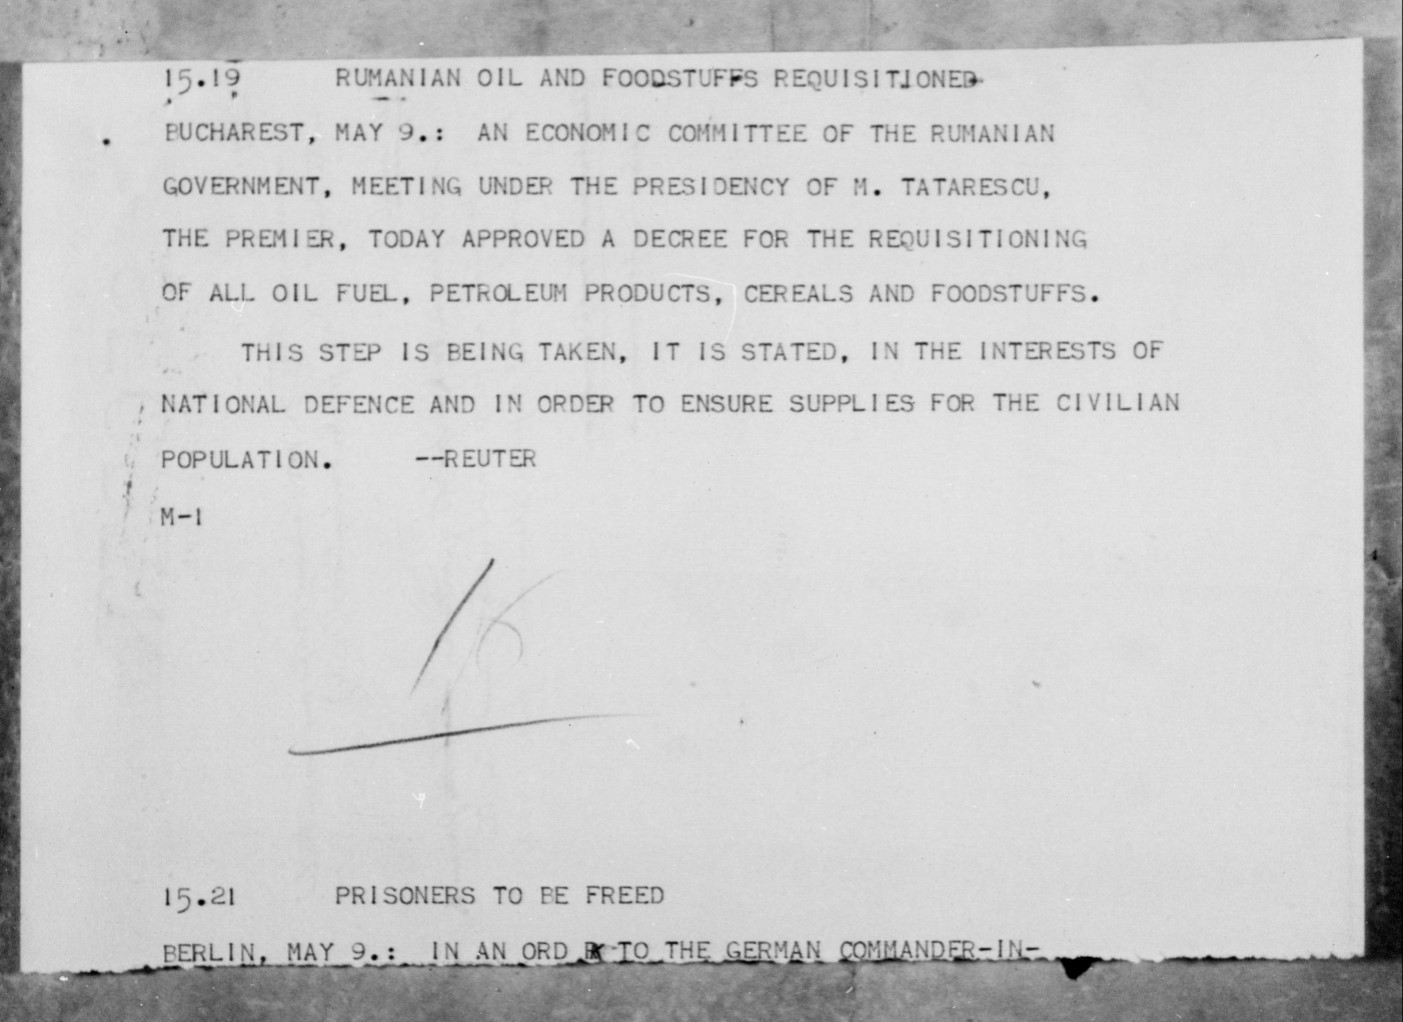 15.19 RUMANIAN OIL AND FOODSTUFFS REQUISITIONED
BUCHAREST, MAY 9.: AN ECONOMIC COMMITTEE OF THE RUMANIAN
GOVERNMENT, MEETING UNDER THE PRESIDENCY OF M. TATARESCU,
THE PREMIER, TODAY APPROVED A DECREE FOR THE REQUISITIONING
OF ALL OIL FUEL, PETROLEUM PRODUCTS, CEREALS AND FOODSTUFFS.
THIS STEP IS BEING TAKEN, IT IS STATED, IN THE INTERESTS OF
NATIONAL DEFENCE AND IN ORDER TO ENSURE SUPPLIES FOR THE CIVILIAN
POPULATION. --REUTER
M-1
15.21 PRISONERS TO BE FREED
BERLIN, MAY 9.: IN AN ORD TO THE GERMAN COMMANDER-IN-